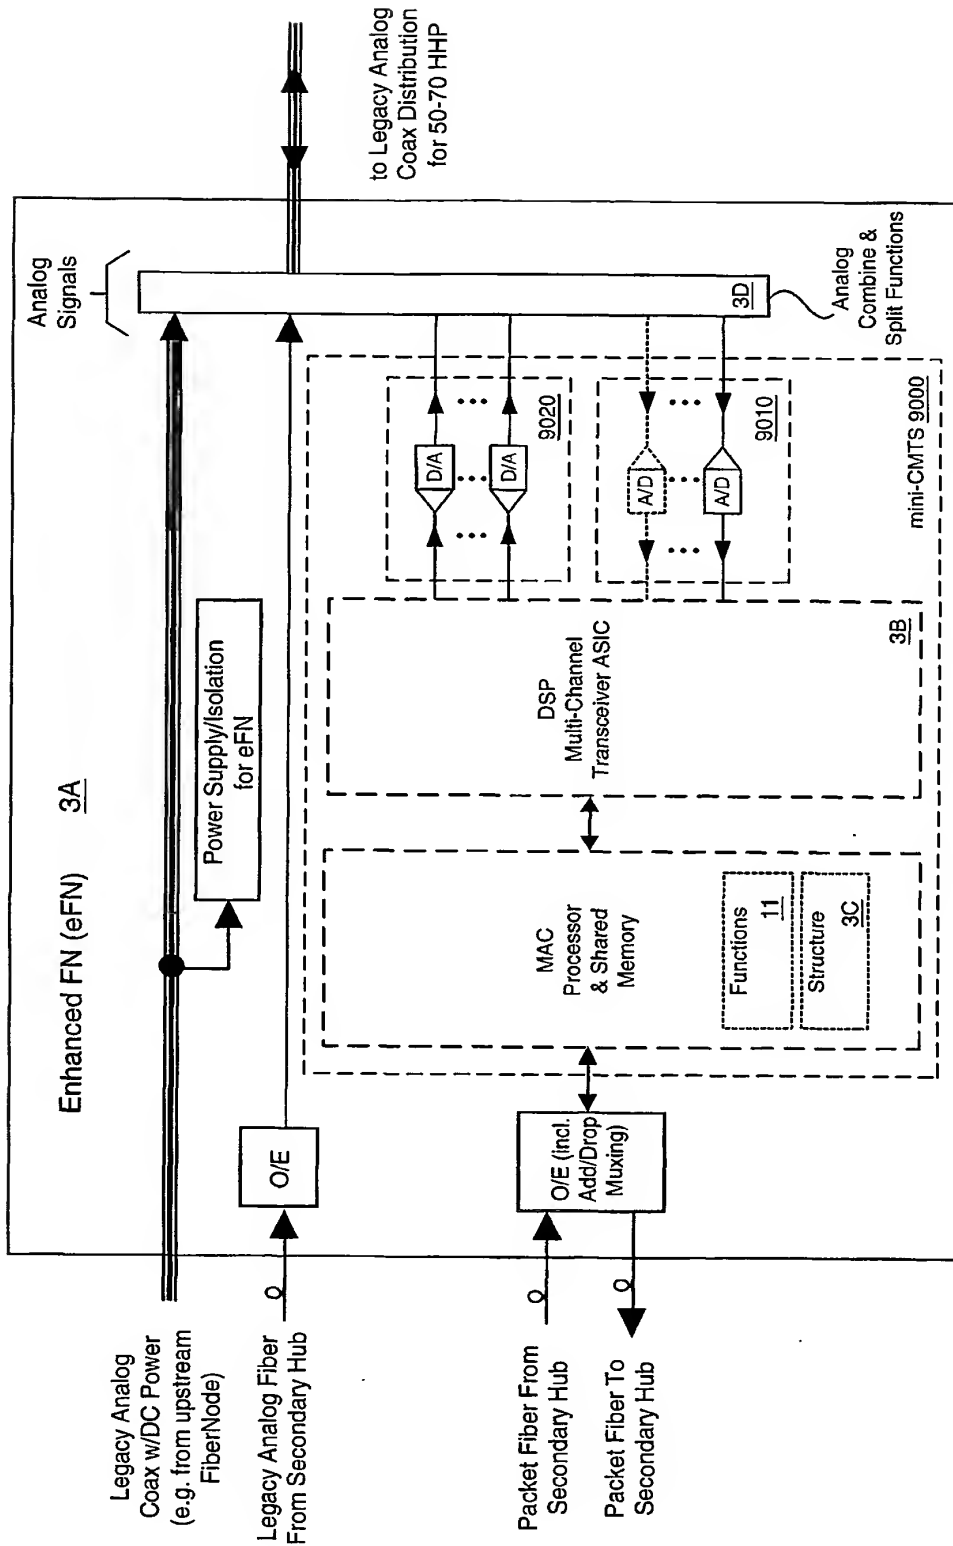 Enhanced FN (eFN)
3A
Legacy Analog
Coax w/DC Power
(e.g. from upstream
FiberNode)
Legacy Analog Fiber
From Secondary Hub
Packet Fiber From
Secondary Hub
Packet Fiber To
Secondary Hub
O/E
O/E (incl.
Add/Drop
Muxing)
Power Supply/Isolation
for eFN
MAC
Processor
& Shared
Memory
Functions
11
Structure
3C
DSP
Multi-Channel
Transceiver ASIC
3B
D/A
D/A
9020
A/D
A/D
9010
mini-CMTS 9000
Analog
Signals
3D
Analog
Combine &
Split Functions
to Legacy Analog
Coax Distribution
for 50-70 HHP